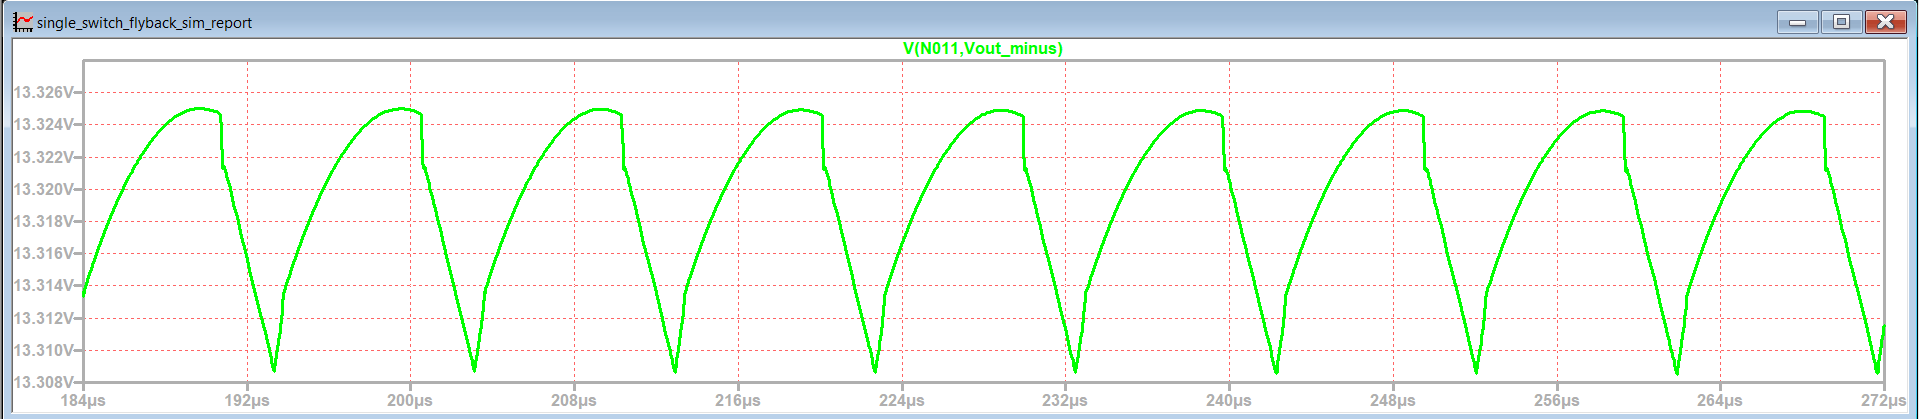 single_switch_flyback_sim_report
V(N011,Vout_minus)
13.326V
13.324V
13.322V
13.320V
13.318V
13.316V
13.314V
13.312V
13.310V
13.308V
184µs 192µs 200µs 208µs 216µs 224µs 232µs 240µs 248µs 256µs 264µs 272µs